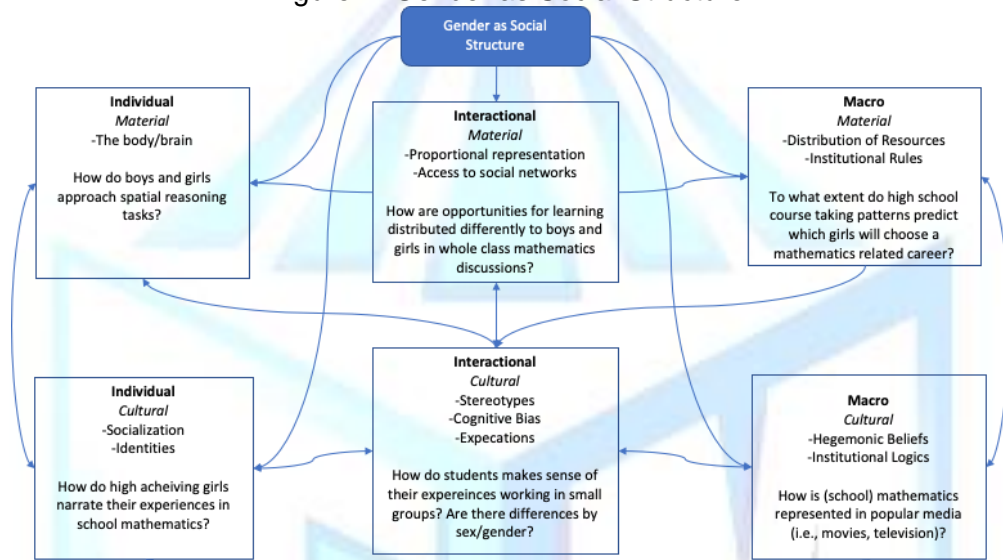 Gender as Social
Structure
Individual
Material
-The body/brain
How do boys and girls
approach spatial reasoning
tasks?
Interactional
Material
-Proportional representation
-Access to social networks
How are opportunities for learning
distributed differently to boys and
girls in whole class mathematics
discussions?
Macro
Material
-Distribution of Resources
-Institutional Rules
To what extent do high school
course taking patterns predict
which girls will choose a
mathematics related career?
Individual
Cultural
-Socialization
-Identities
How do high acheiving girls
narrate their experiences in
school mathematics?
Interactional
Cultural
-Stereotypes
-Cognitive Bias
-Expecations
How do students makes sense of
their expereinces working in small
groups? Are there differences by
sex/gender?
Macro
Cultural
-Hegemonic Beliefs
-Institutional Logics
How is (school) mathematics
represented in popular media
(i.e., movies, television)?